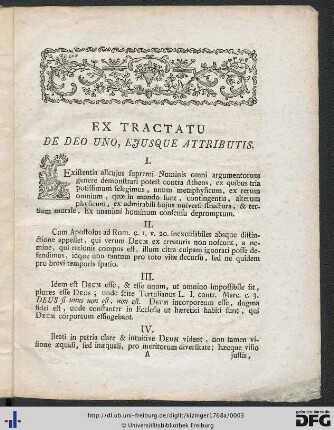 EX TRACTATU
DE DEO UNO, EJUSQUE ATTRIBUTIS.
I.
Existentia alicujus supremi Numinis omni argumentorum
genere demonstrari potest contra Atheos, ex quibus tria
potissimum selegimus, unum metaphysicum, ex rerum
omnium, quæ in mundo sunt, contingentia, alterum
physicum, ex admirabili hujus universi structura, & ter-
tium morale, Ex unanimi hominum consensu depromptum.
II.
Cum Apostolus ad Rom. c. 1. v. 20. inexcusabiles absque distin-
ctione appellet, qui verum DEUM ex creaturis non noscunt, a ne-
mine, qui rationis compos est, illum citra culpam ignorari posse de-
fendimus, idque non tantum pro toto vitæ decursu, sed ne quidem
pro brevi temporis spatio.
III.
Idem est DEUM esse, & esse unum, ut omnino impossibile sit,
plures esse DEOS; unde scite Tertulianus L. I. contr. Marc. c. 3.
DEUS si unus non est, non est. DEUM incorporeum esse, dogma
fidei est, unde constanter in Ecclesia ut hæretici habiti sunt, qui
DEUM corporeum effingebant.
IV.
Beati in patria clare & intuitive DEUM vident, non tamen vi-
sione æquali, sed inæquali, pro meritorum diversitate; hæcque visio
A justis,
http://dl.ub.uni-freiburg.de/diglit/kizinger1768a/0003
© Universitätsbibliothek Freiburg